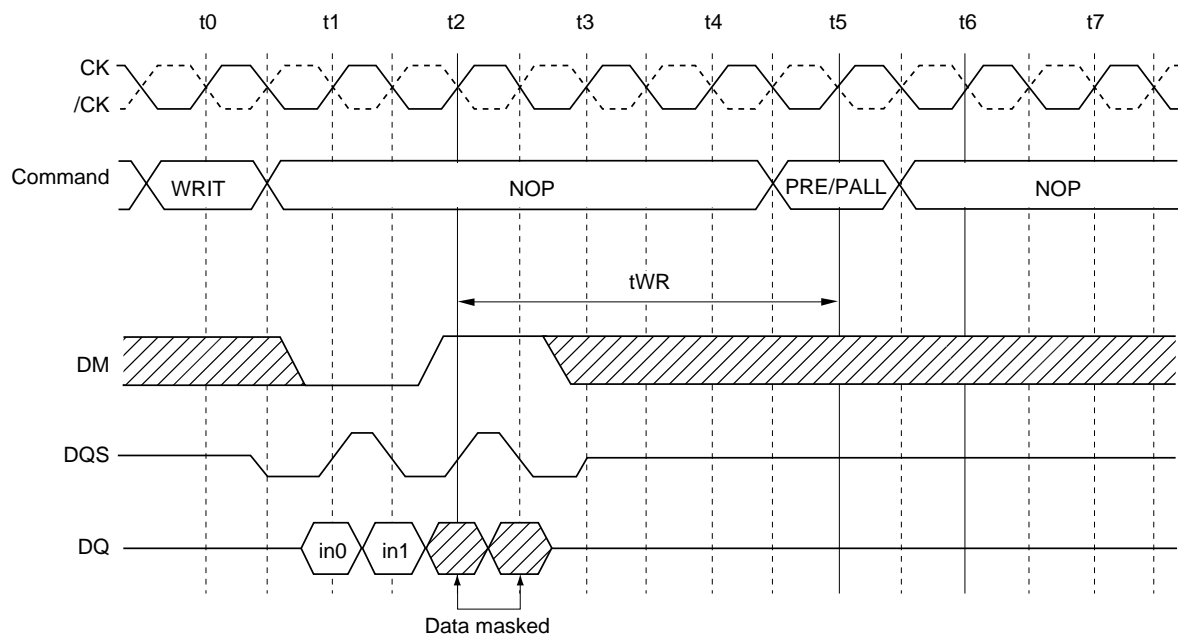 t0 t1 t2 t3 t4 t5 t6 t7
CK
/CK
Command WRIT NOP PRE/PALL NOP
tWR
DM
DQS
DQ in0 in1
Data masked